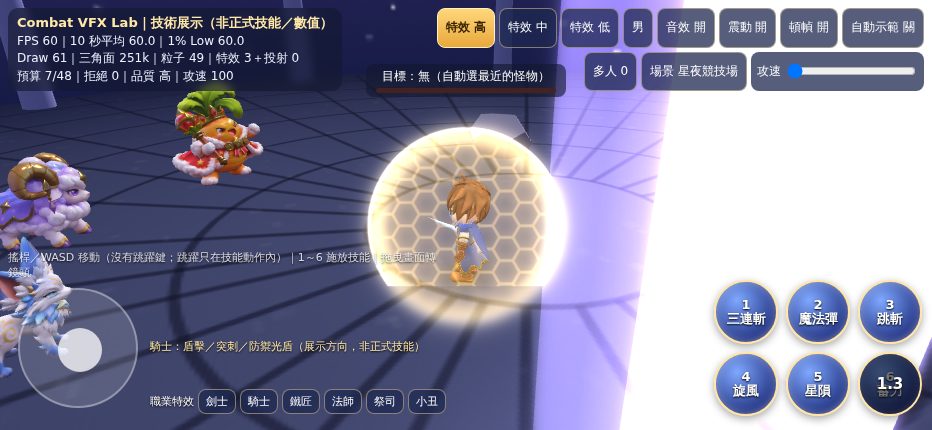 Combat VFX Lab｜技術展示（非正式技能／數值）
FPS 60｜10 秒平均 60.0｜1% Low 60.0
Draw 61｜三角面 251k｜粒子 49｜特效 3＋投射 0
預算 7/48｜拒絕 0｜品質 高｜攻速 100
特效 高
特效 中
特效 低
男
音效 開
震動 開
頓幀 開
自動示範 關
目標：無（自動選最近的怪物）
多人 0
場景 星夜競技場
攻速
搖桿／WASD 移動（沒有跳躍鍵；跳躍只在技能動作內）｜1～6 施放技能｜拖曳畫面轉
鏡頭
1
三連斬
2
魔法彈
3
跳斬
騎士：盾擊／突刺／防禦光盾（展示方向，非正式技能）
4
旋風
5
星隕
6
1.3
蓄力
職業特效
劍士
騎士
鐵匠
法師
祭司
小丑